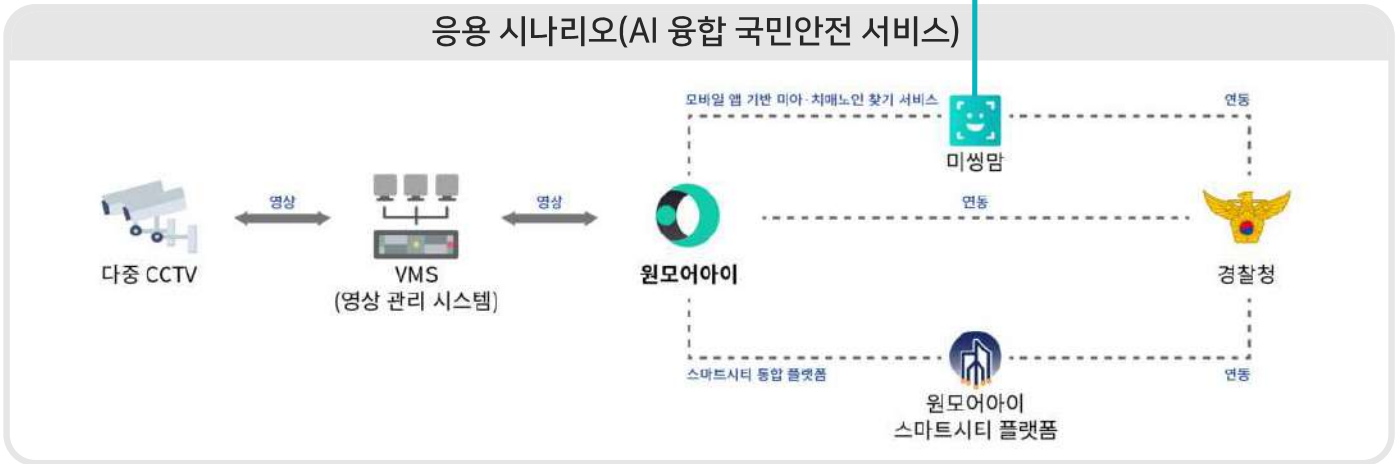 응용 시나리오(AI 융합 국민안전 서비스)
모바일 앱 기반 미아·치매노인 찾기 서비스
연동
미씽맘
영상
영상
연동
다중 CCTV
VMS
(영상 관리 시스템)
원모어아이
경찰청
스마트시티 통합 플랫폼
연동
원모어아이
스마트시티 플랫폼